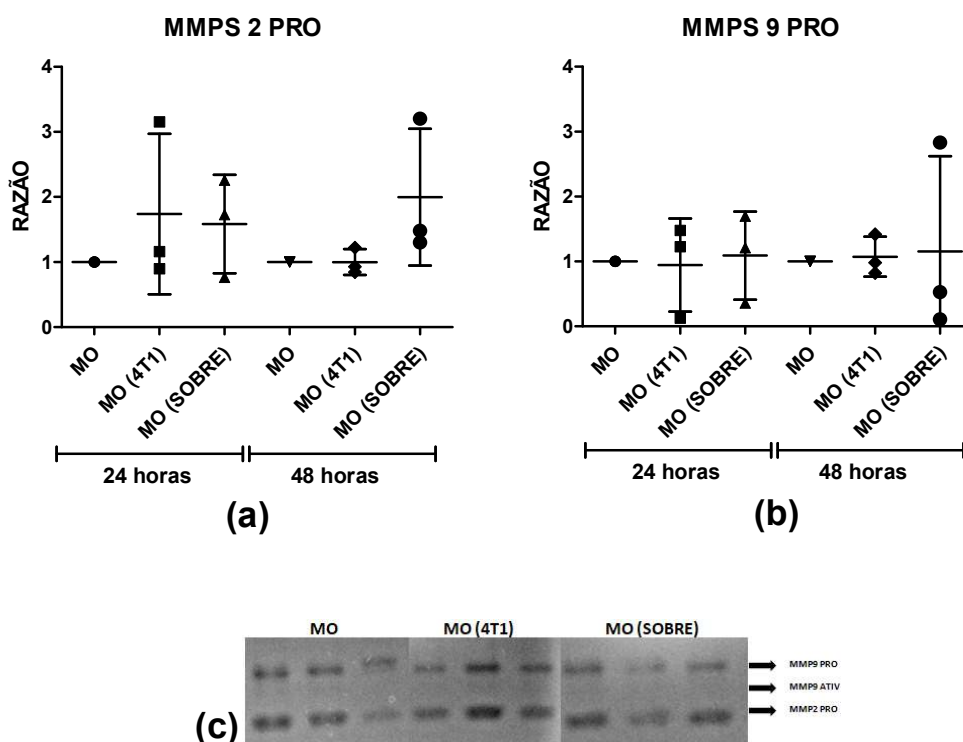 MMPS 2 PRO
RAZÃO
4
3
2
1
0
MO
MO (4T1)
MO (SOBRE)
MO
MO (4T1)
MO (SOBRE)
24 horas
48 horas
(a)
MMPS 9 PRO
RAZÃO
4
3
2
1
0
MO
MO (4T1)
MO (SOBRE)
MO
MO (4T1)
MO (SOBRE)
24 horas
48 horas
(b)
MO
MO (4T1)
MO (SOBRE)
MMP9 PRO
MMP9 ATIV
MMP2 PRO
(c)